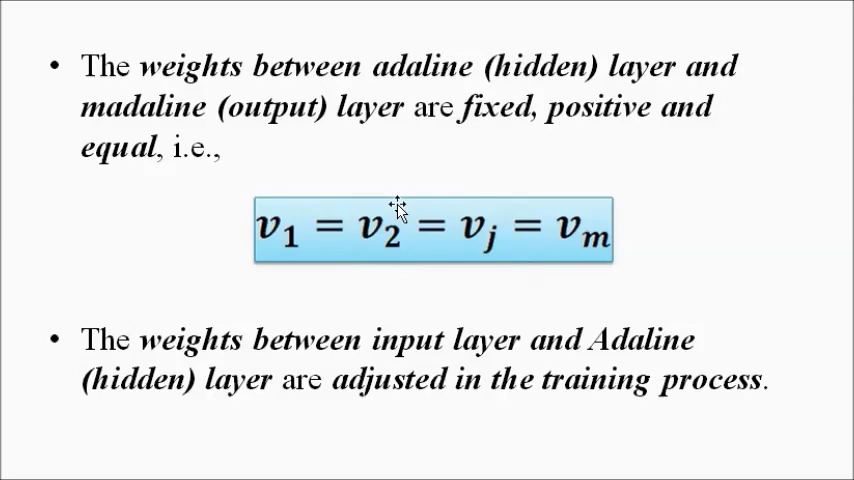 • The weights between adaline (hidden) layer and
madaline (output) layer are fixed, positive and
equal, i.e.,
v₁ = v₂ = vⱼ = vₘ
• The weights between input layer and Adaline
(hidden) layer are adjusted in the training process.